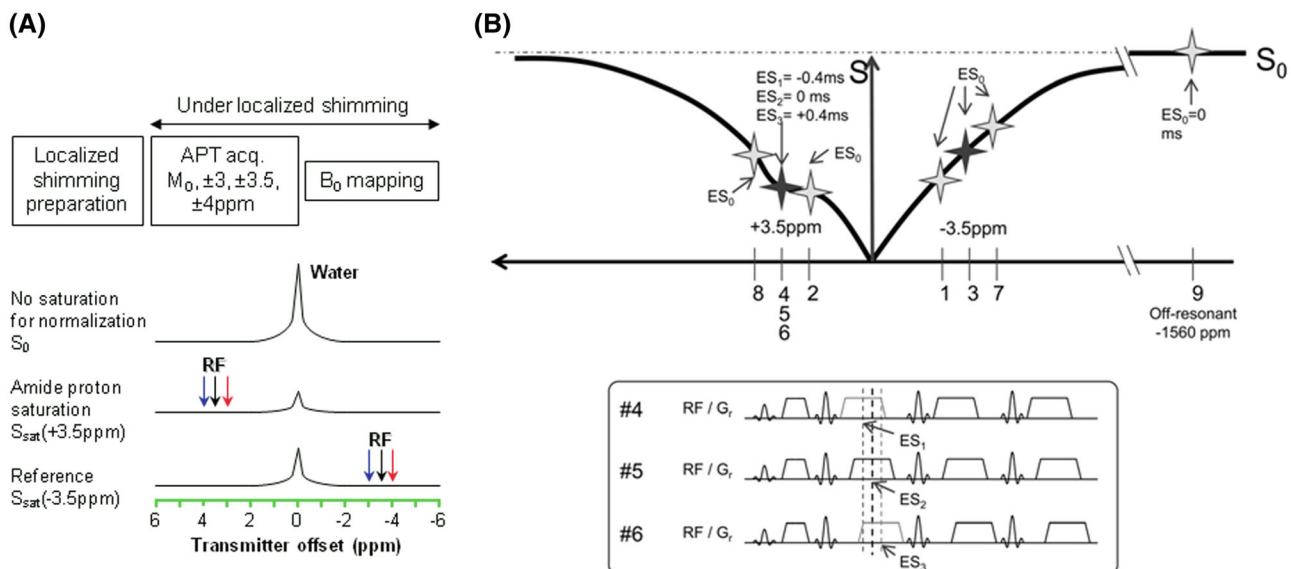 (A)
Under localized shimming
Localized
shimming
preparation
APT acq.
M0, ±3, ±3.5,
±4ppm
B0 mapping
Water
No saturation
for normalization
S0
RF
Amide proton
saturation
Ssat(+3.5ppm)
RF
Reference
Ssat(-3.5ppm)
6 4 2 0 -2 -4 -6
Transmitter offset (ppm)
(B)
S
S0
ES1= -0.4ms
ES2= 0 ms
ES3= +0.4ms
ES0
ES0
ES0
ES0=0
ms
+3.5ppm
-3.5ppm
8 4 2 1 3 7 9
5
6
Off-resonant
-1560 ppm
#4 RF / Gr
ES1
#5 RF / Gr
ES2
#6 RF / Gr
ES3